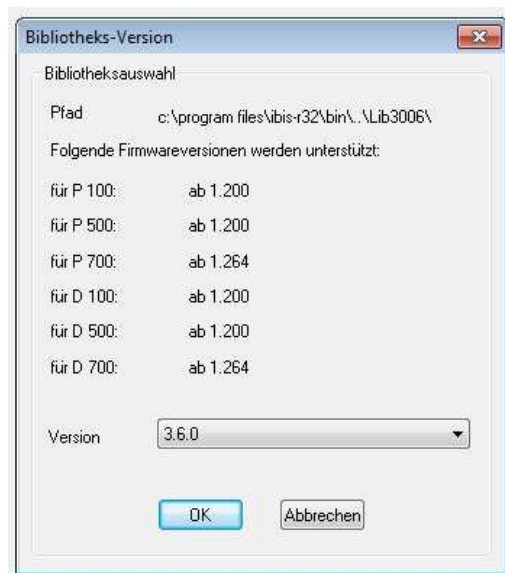 Bibliotheks-Version
Bibliotheksauswahl
Pfad c:\program files\ibis-r32\bin\..\Lib3006\
Folgende Firmwareversionen werden unterstützt:
für P 100: ab 1.200
für P 500: ab 1.200
für P 700: ab 1.264
für D 100: ab 1.200
für D 500: ab 1.200
für D 700: ab 1.264
Version 3.6.0
OK Abbrechen